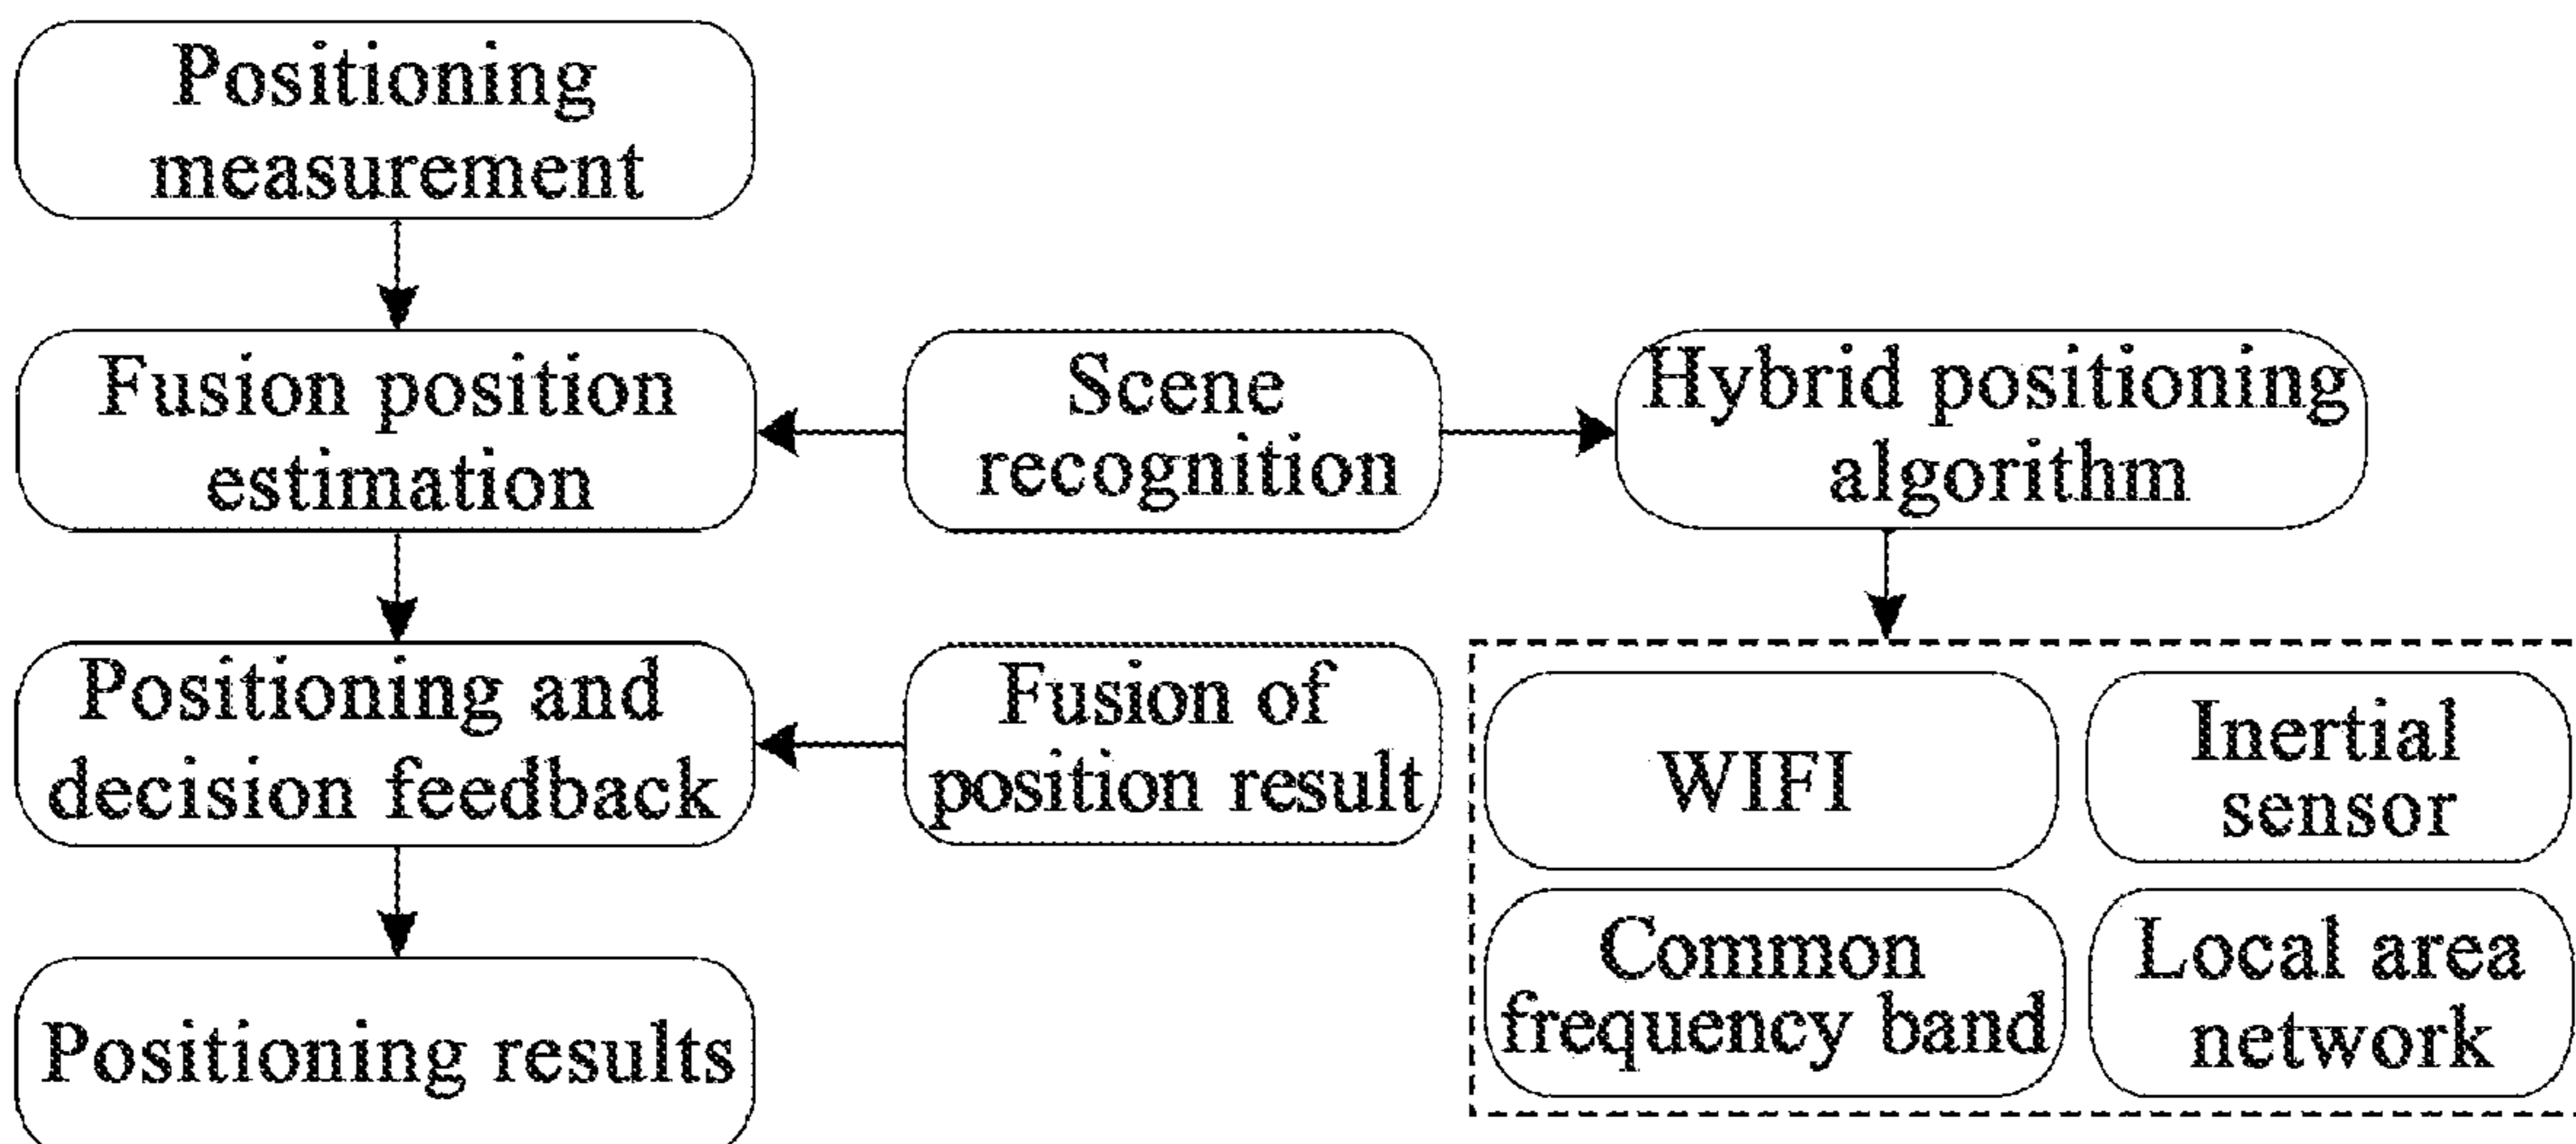 Positioning
measurement
Fusion position
estimation
Scene
recognition
Hybrid positioning
algorithm
Positioning and
decision feedback
Fusion of
position result
WIFI
Inertial
sensor
Common
frequency band
Local area
network
Positioning results